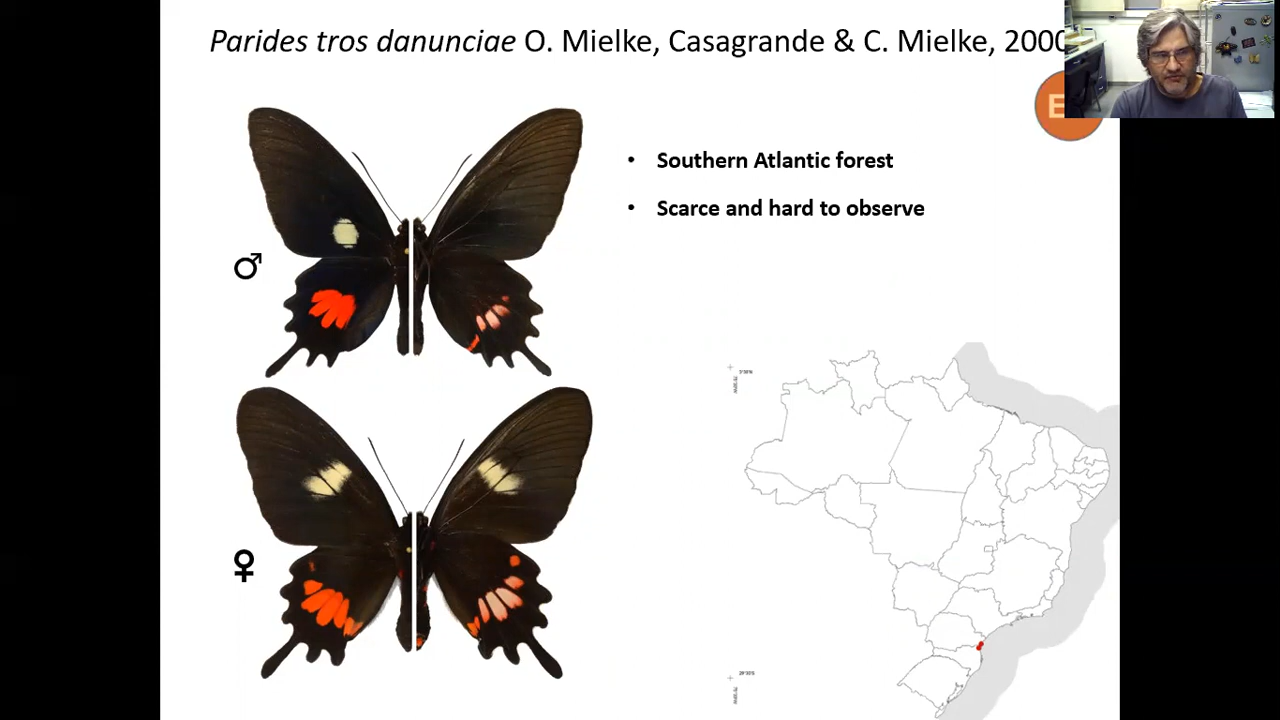 Parides tros danunciae O. Mielke, Casagrande & C. Mielke, 2000
E
• Southern Atlantic forest
• Scarce and hard to observe
♂
♀